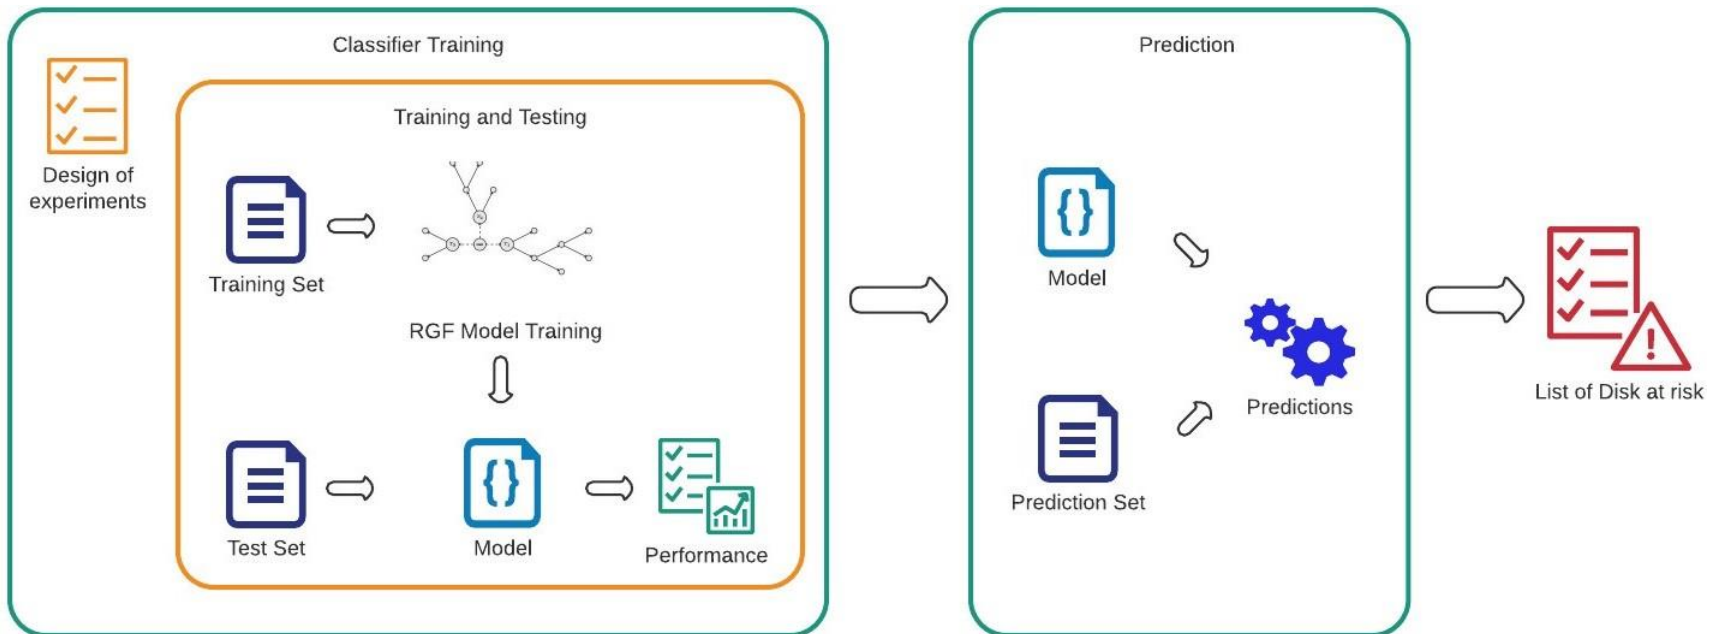 Classifier Training
Design of
experiments
Training and Testing
Training Set
RGF Model Training
Test Set
{}
Model
Performance
Prediction
{}
Model
Prediction Set
Predictions
!
List of Disk at risk